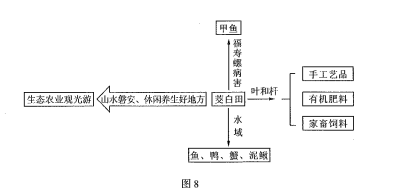 甲鱼
福寿螺病害
叶和杆
手工艺品
生态农业观光游
山水磐安、休闲养生好地方
茭白田
有机肥料
水域
家畜饲料
鱼、鸭、蟹、泥鳅
图8